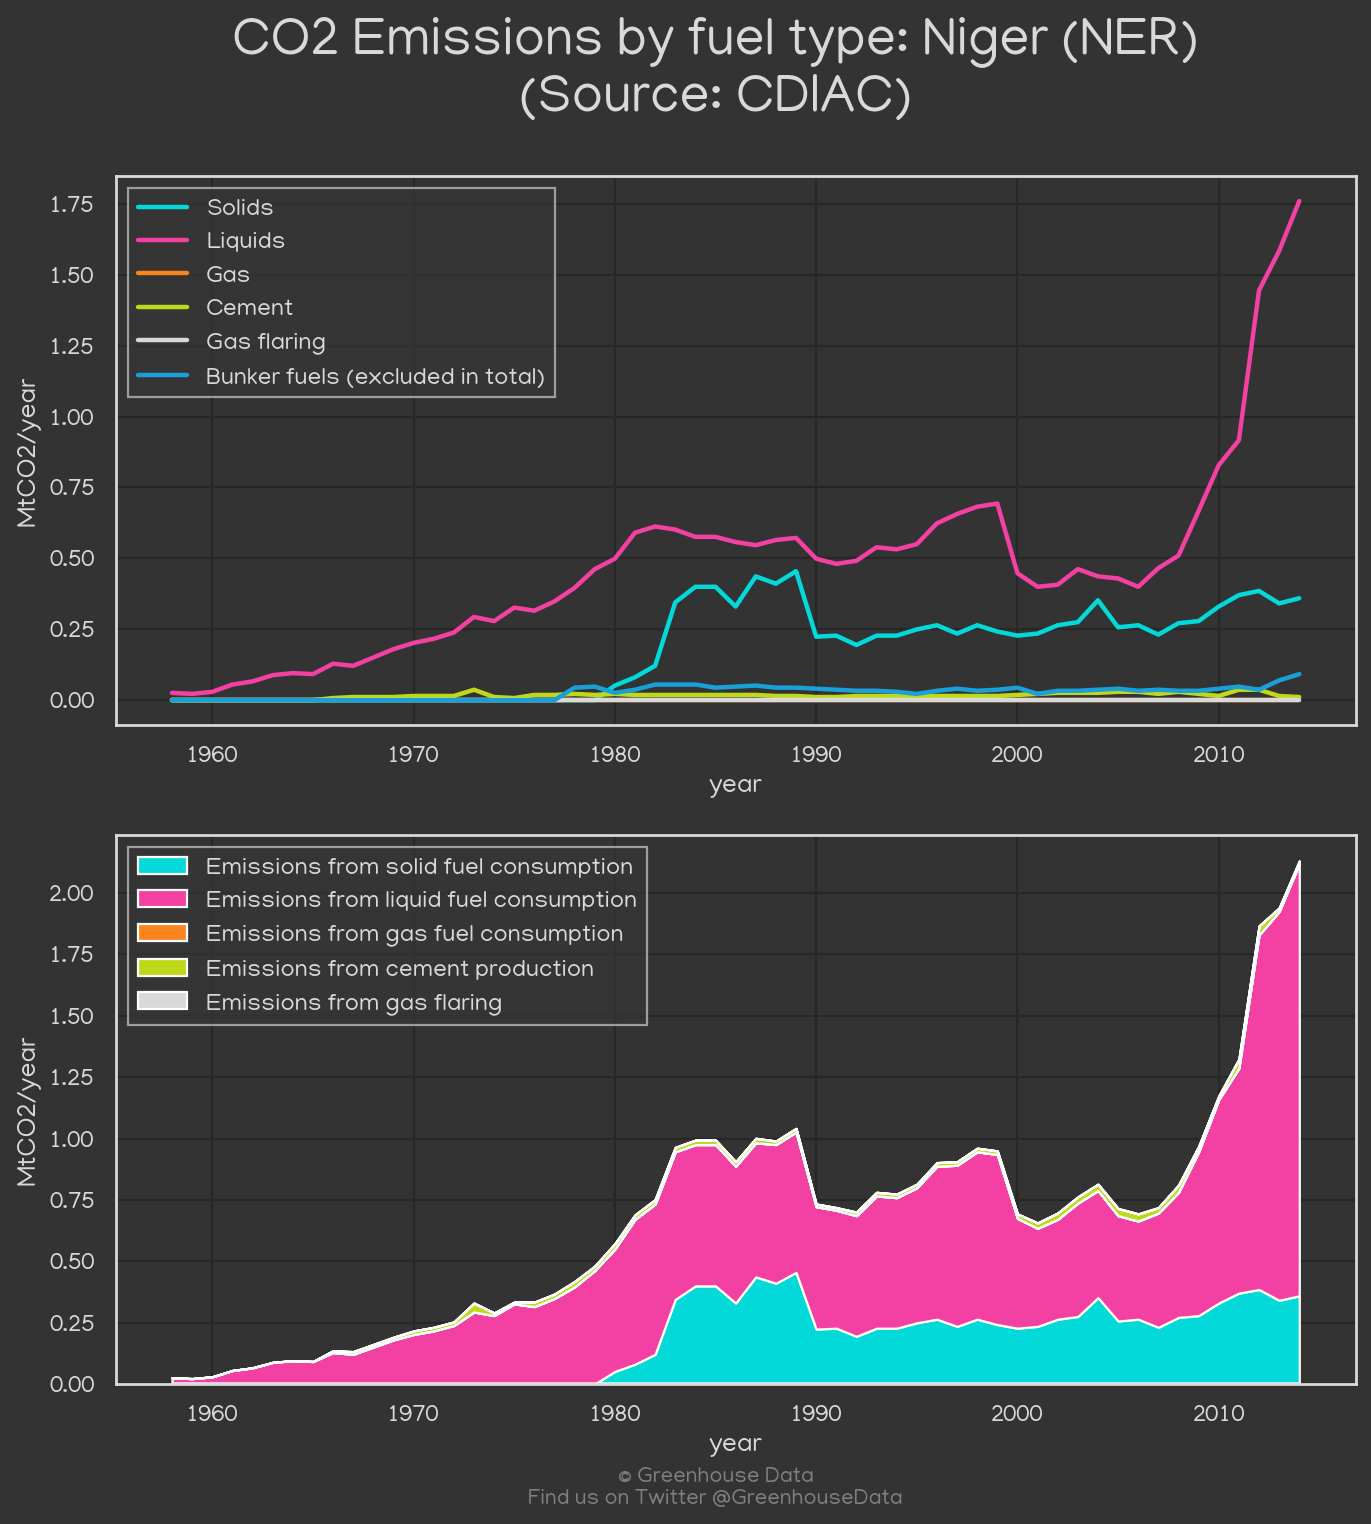 CO2 Emissions by fuel type: Niger (NER)
(Source: CDIAC)
1.75
1.50
1.25
1.00
0.75
0.50
0.25
0.00
MtCO2/year
Solids
Liquids
Gas
Cement
Gas flaring
Bunker fuels (excluded in total)
1960 1970 1980 1990 2000 2010
year
2.00
1.75
1.50
1.25
1.00
0.75
0.50
0.25
0.00
MtCO2/year
Emissions from solid fuel consumption
Emissions from liquid fuel consumption
Emissions from gas fuel consumption
Emissions from cement production
Emissions from gas flaring
1960 1970 1980 1990 2000 2010
year
© Greenhouse Data
Find us on Twitter @GreenhouseData